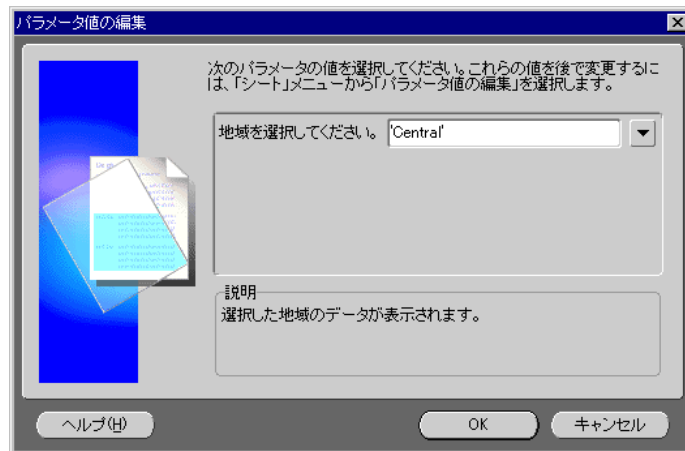 パラメータ値の編集
次のパラメータの値を選択してください。これらの値を後で変更するに
は、「シート」メニューから「パラメータ値の編集」を選択します。
地域を選択してください。 'Central'
説明
選択した地域のデータが表示されます。
ヘルプ(H) OK キャンセル